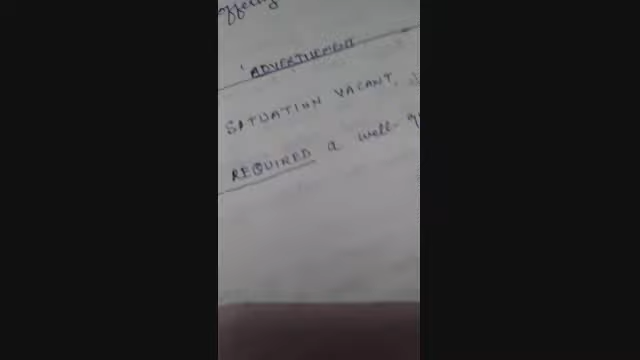 ADVERTISEMENT
SITUATION VACANT,
REQUIRED a well-